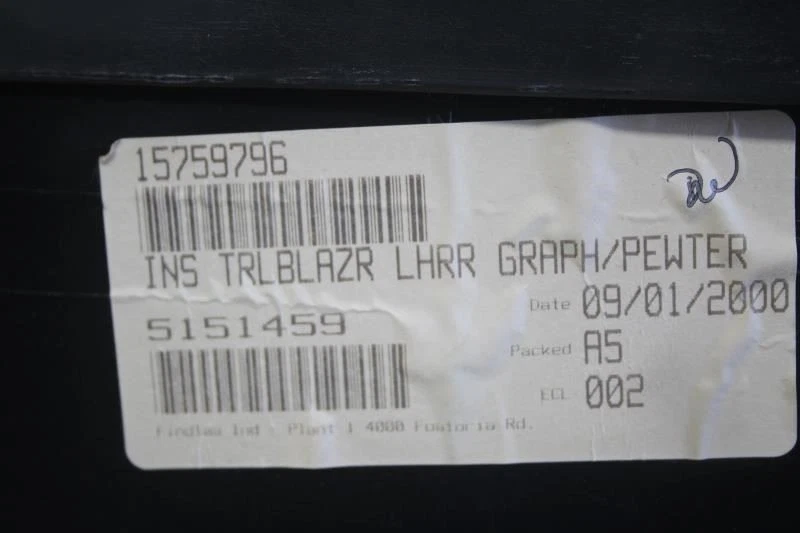 15759796
INS TRLBLAZR LHRR GRAPH/PEWTER
Date 09/01/2000
5151459
Packed A5
ECL 002
Findlaw Ind - Plant 1 4000 Fostoria Rd.